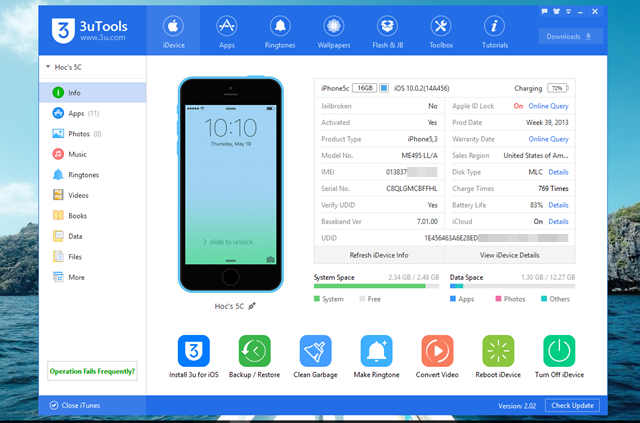 3uTools
www.3u.com
iDevice
Apps
Ringtones
Wallpapers
Flash & JB
Toolbox
Tutorials
Downloads
Hoc's 5C
Info
Apps (11)
Photos (0)
Music
Ringtones
Videos
Books
Data
Files
More
Operation Fails Frequently?
Close iTunes
10:10
Thursday, May 19
slide to unlock
Hoc's 5C
iPhone5c 16GB iOS 10.0.2(14A456) Charging 72%
Jailbroken No Apple ID Lock On Online Query
Activated Yes Prod Date Week 39, 2013
Product Type iPhone5,3 Warranty Date Online Query
Model No. ME495 LL/A Sales Region United States of Am...
IMEI 013837 Disk Type MLC Details
Serial No. C8QLGMCBFFHL Charge Times 769 Times
Verify UDID Yes Battery Life 83% Details
Baseband Ver 7.01.00 iCloud On Details
UDID 1E456463A6E28ED
Refresh iDevice Info View iDevice Details
System Space 2.34 GB / 2.49 GB Data Space 1.30 GB / 12.27 GB
System Free Apps Photos Others
Install 3u for iOS Backup / Restore Clean Garbage Make Ringtone Convert Video Reboot iDevice Turn Off iDevice
Version: 2.02 Check Update